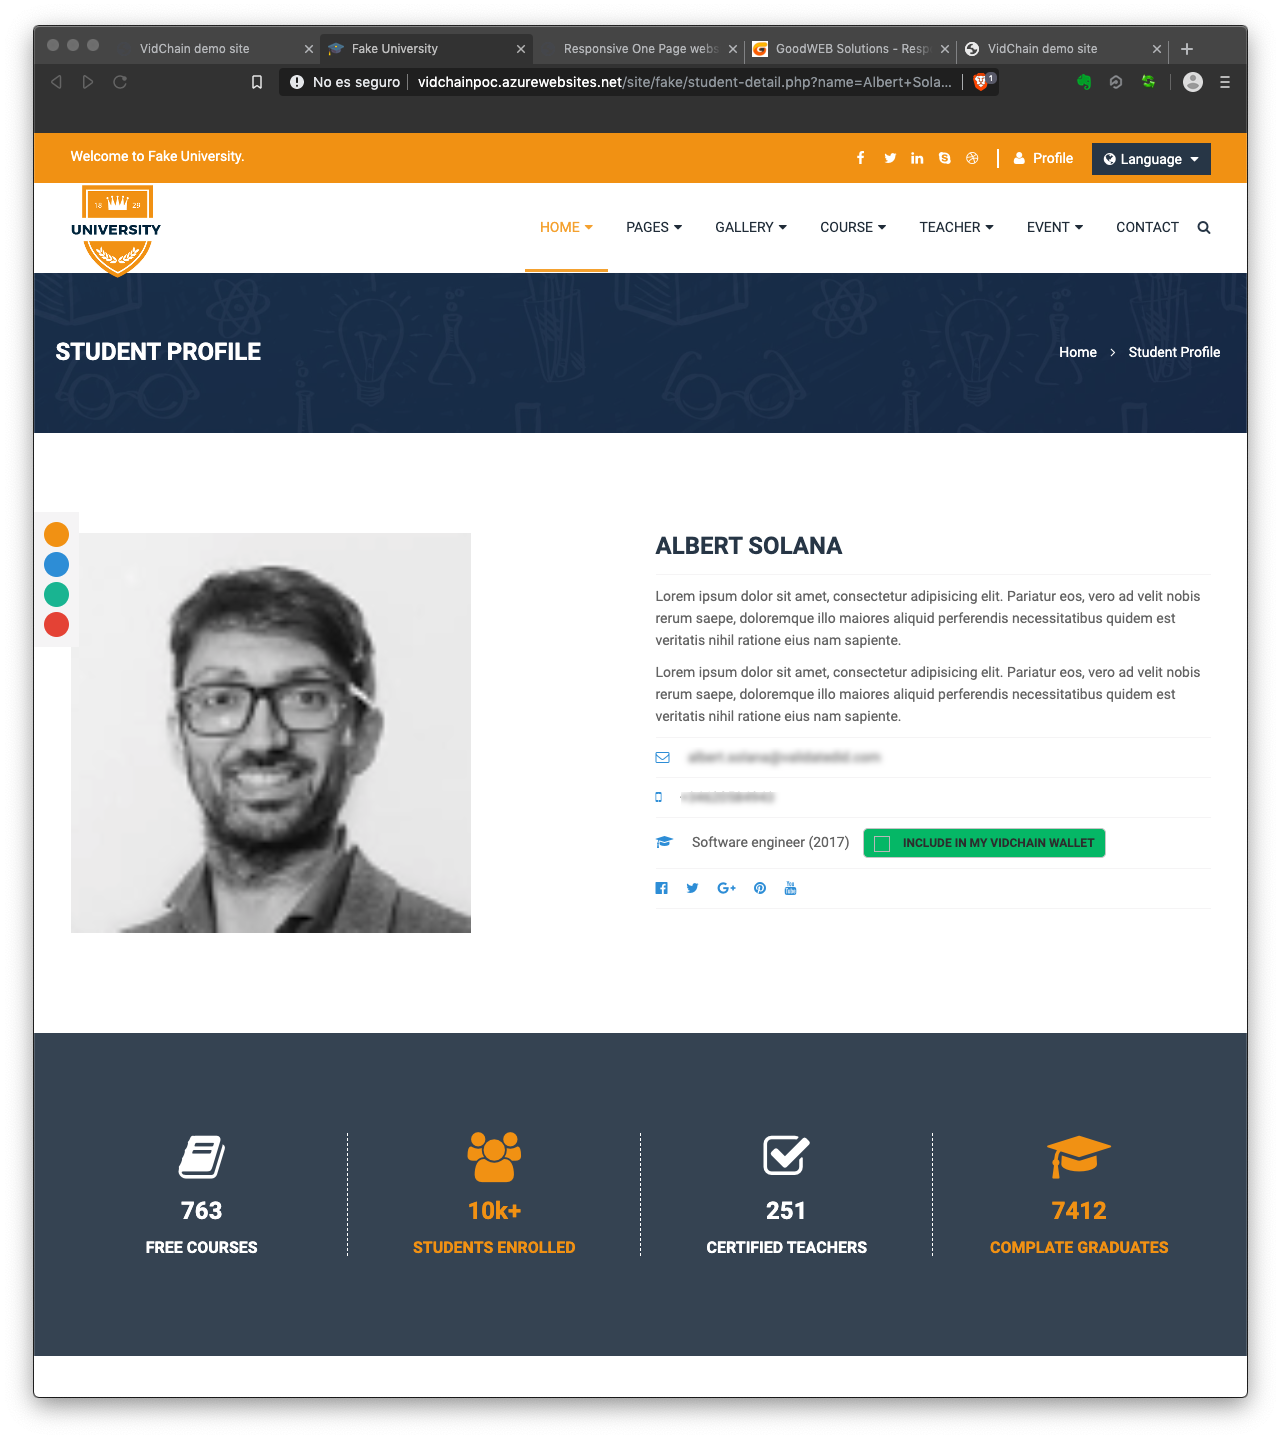 VidChain demo site
Fake University
Responsive One Page webs
GoodWEB Solutions - Resp
VidChain demo site
No es seguro
vidchainpoc.azurewebsites.net/site/fake/student-detail.php?name=Albert+Sola...
1
Welcome to Fake University.
Profile
Language
18 29
UNIVERSITY
HOME
PAGES
GALLERY
COURSE
TEACHER
EVENT
CONTACT
STUDENT PROFILE
Home > Student Profile
ALBERT SOLANA
Lorem ipsum dolor sit amet, consectetur adipisicing elit. Pariatur eos, vero ad velit nobis
rerum saepe, doloremque illo maiores aliquid perferendis necessitatibus quidem est
veritatis nihil ratione eius nam sapiente.
Lorem ipsum dolor sit amet, consectetur adipisicing elit. Pariatur eos, vero ad velit nobis
rerum saepe, doloremque illo maiores aliquid perferendis necessitatibus quidem est
veritatis nihil ratione eius nam sapiente.
Software engineer (2017)
INCLUDE IN MY VIDCHAIN WALLET
763
FREE COURSES
10k+
STUDENTS ENROLLED
251
CERTIFIED TEACHERS
7412
COMPLATE GRADUATES